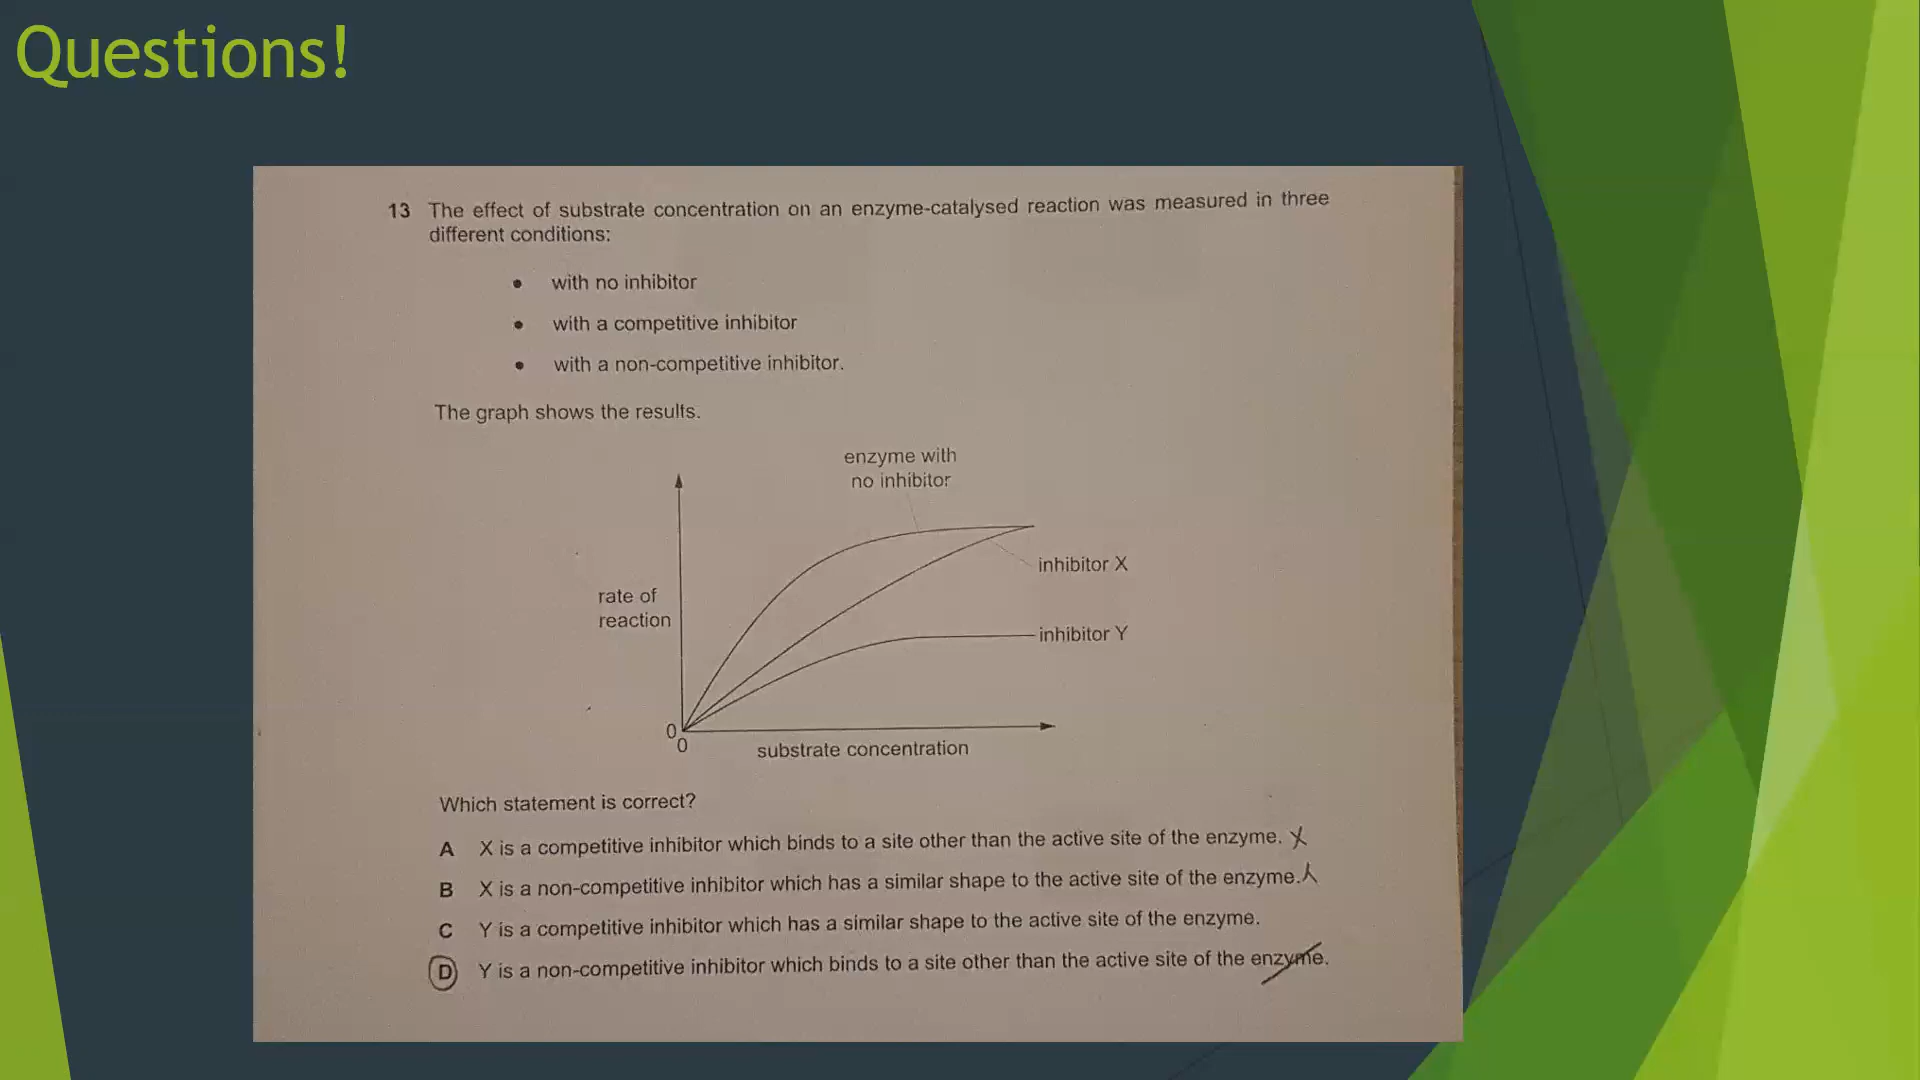 Questions!
13 The effect of substrate concentration on an enzyme-catalysed reaction was measured in three
different conditions:
• with no inhibitor
• with a competitive inhibitor
• with a non-competitive inhibitor.
The graph shows the results.
enzyme with
no inhibitor
inhibitor X
rate of
reaction
inhibitor Y
0
0
substrate concentration
Which statement is correct?
A X is a competitive inhibitor which binds to a site other than the active site of the enzyme. X
B X is a non-competitive inhibitor which has a similar shape to the active site of the enzyme.
C Y is a competitive inhibitor which has a similar shape to the active site of the enzyme.
D Y is a non-competitive inhibitor which binds to a site other than the active site of the enzyme.